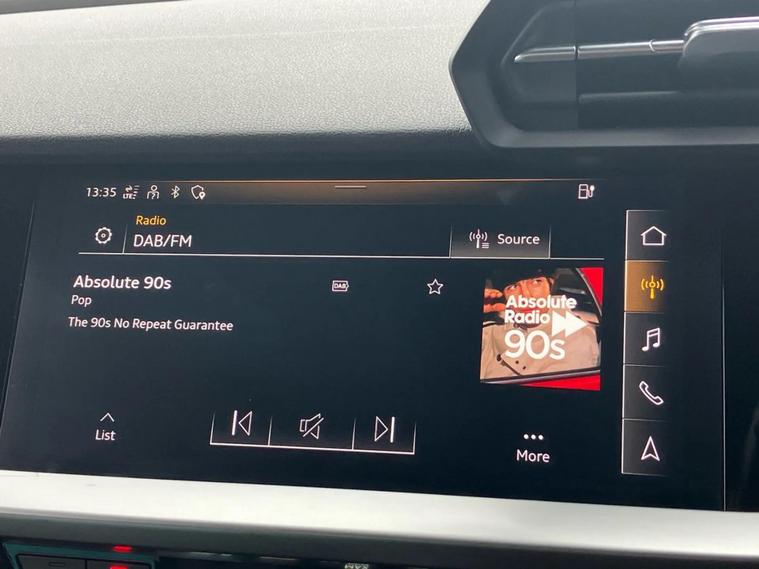 13:35 LTE
Radio
DAB/FM
Source
Absolute 90s
DAB
Pop
The 90s No Repeat Guarantee
Absolute
Radio
90s
List
More